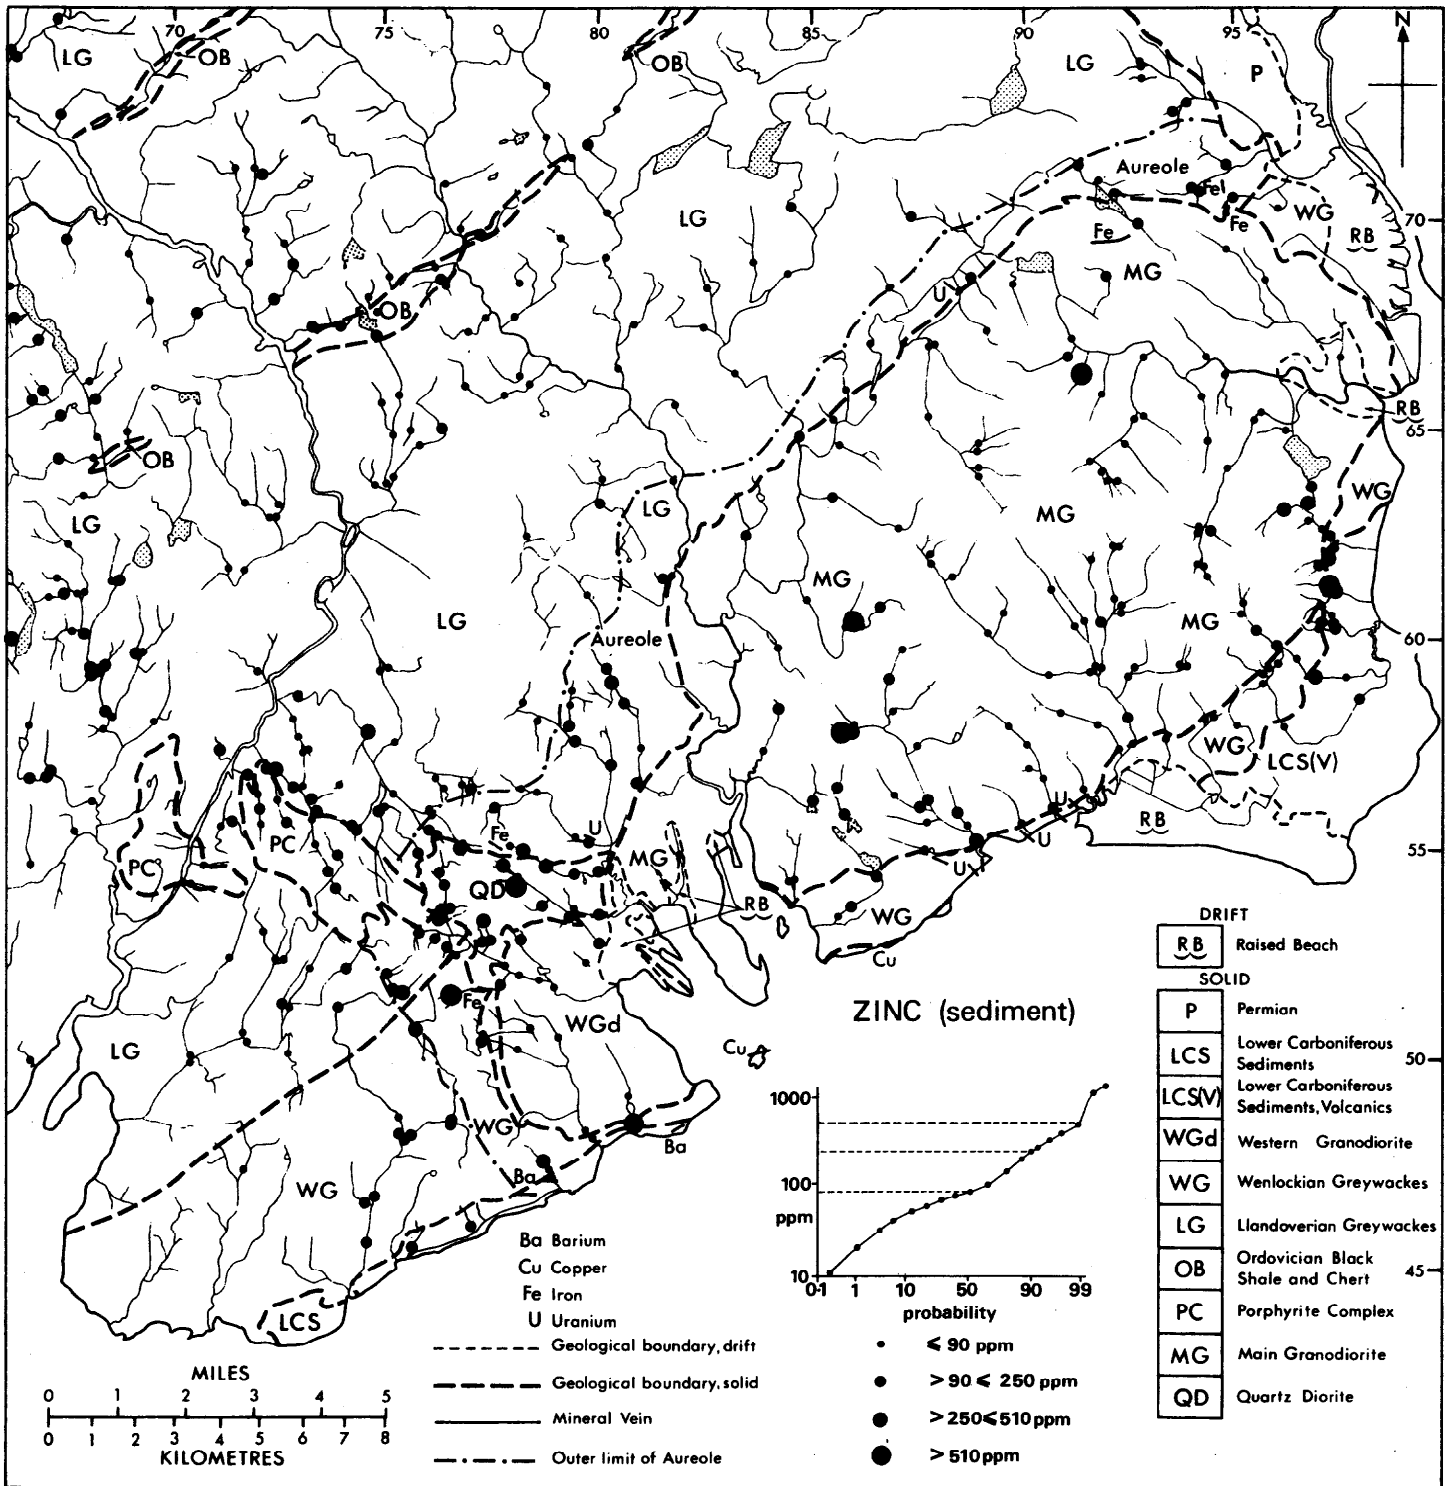 70 75 80 85 90 95 N
LG OB OB LG P
Aureole
Fe
LG WG 70
Fe Fe RB
MG
U
OB
RB
65
OB
WG
LG LG
MG
MG
LG MG
Aureole 60
WG
LCS(V)
U
PC Fe U MG U RB
PC 55
QD U
RB
WG
Cu
Fe
WGd
LG Cu 50
WG
Ba
Ba
WG
45
LCS
ZINC (sediment)
1000
100
ppm
10
0·1 1 10 50 90 99
probability
≤ 90 ppm
>90 ≤ 250 ppm
>250≤510ppm
>510ppm
Ba Barium
Cu Copper
Fe Iron
U Uranium
Geological boundary, drift
Geological boundary, solid
Mineral Vein
Outer limit of Aureole
MILES
0 1 2 3 4 5
0 1 2 3 4 5 6 7 8
KILOMETRES
DRIFT
RB Raised Beach
SOLID
P Permian
LCS Lower Carboniferous
Sediments
LCS(V) Lower Carboniferous
Sediments, Volcanics
WGd Western Granodiorite
WG Wenlockian Greywackes
LG Llandoverian Greywackes
OB Ordovician Black
Shale and Chert
PC Porphyrite Complex
MG Main Granodiorite
QD Quartz Diorite